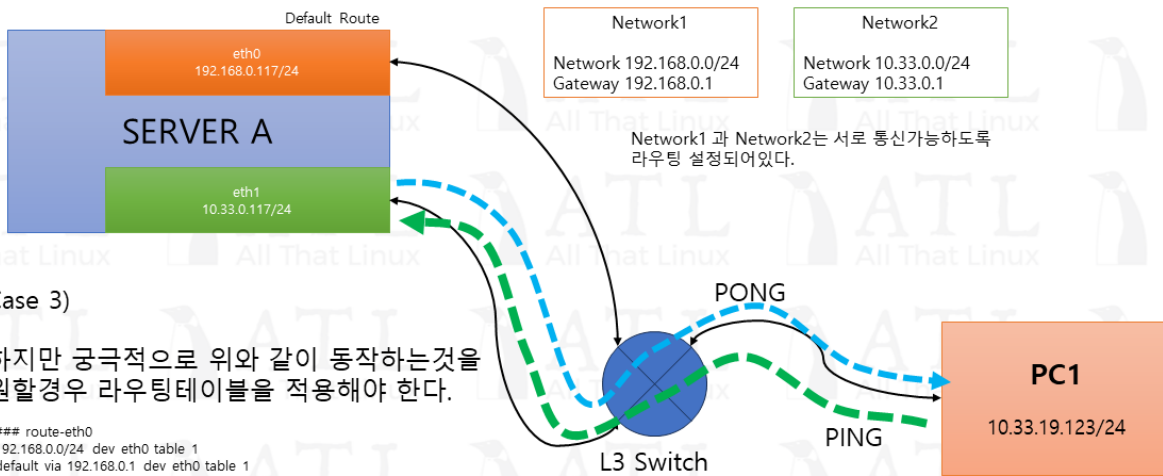 Default Route
eth0
192.168.0.117/24
SERVER A
eth1
10.33.0.117/24
Network1
Network 192.168.0.0/24
Gateway 192.168.0.1
Network2
Network 10.33.0.0/24
Gateway 10.33.0.1
Network1 과 Network2는 서로 통신가능하도록
라우팅 설정되어있다.
Case 3)
하지만 궁극적으로 위와 같이 동작하는것을
원할경우 라우팅테이블을 적용해야 한다.
### route-eth0
192.168.0.0/24 dev eth0 table 1
default via 192.168.0.1 dev eth0 table 1
PONG
PING
L3 Switch
PC1
10.33.19.123/24
ATL
All That Linux